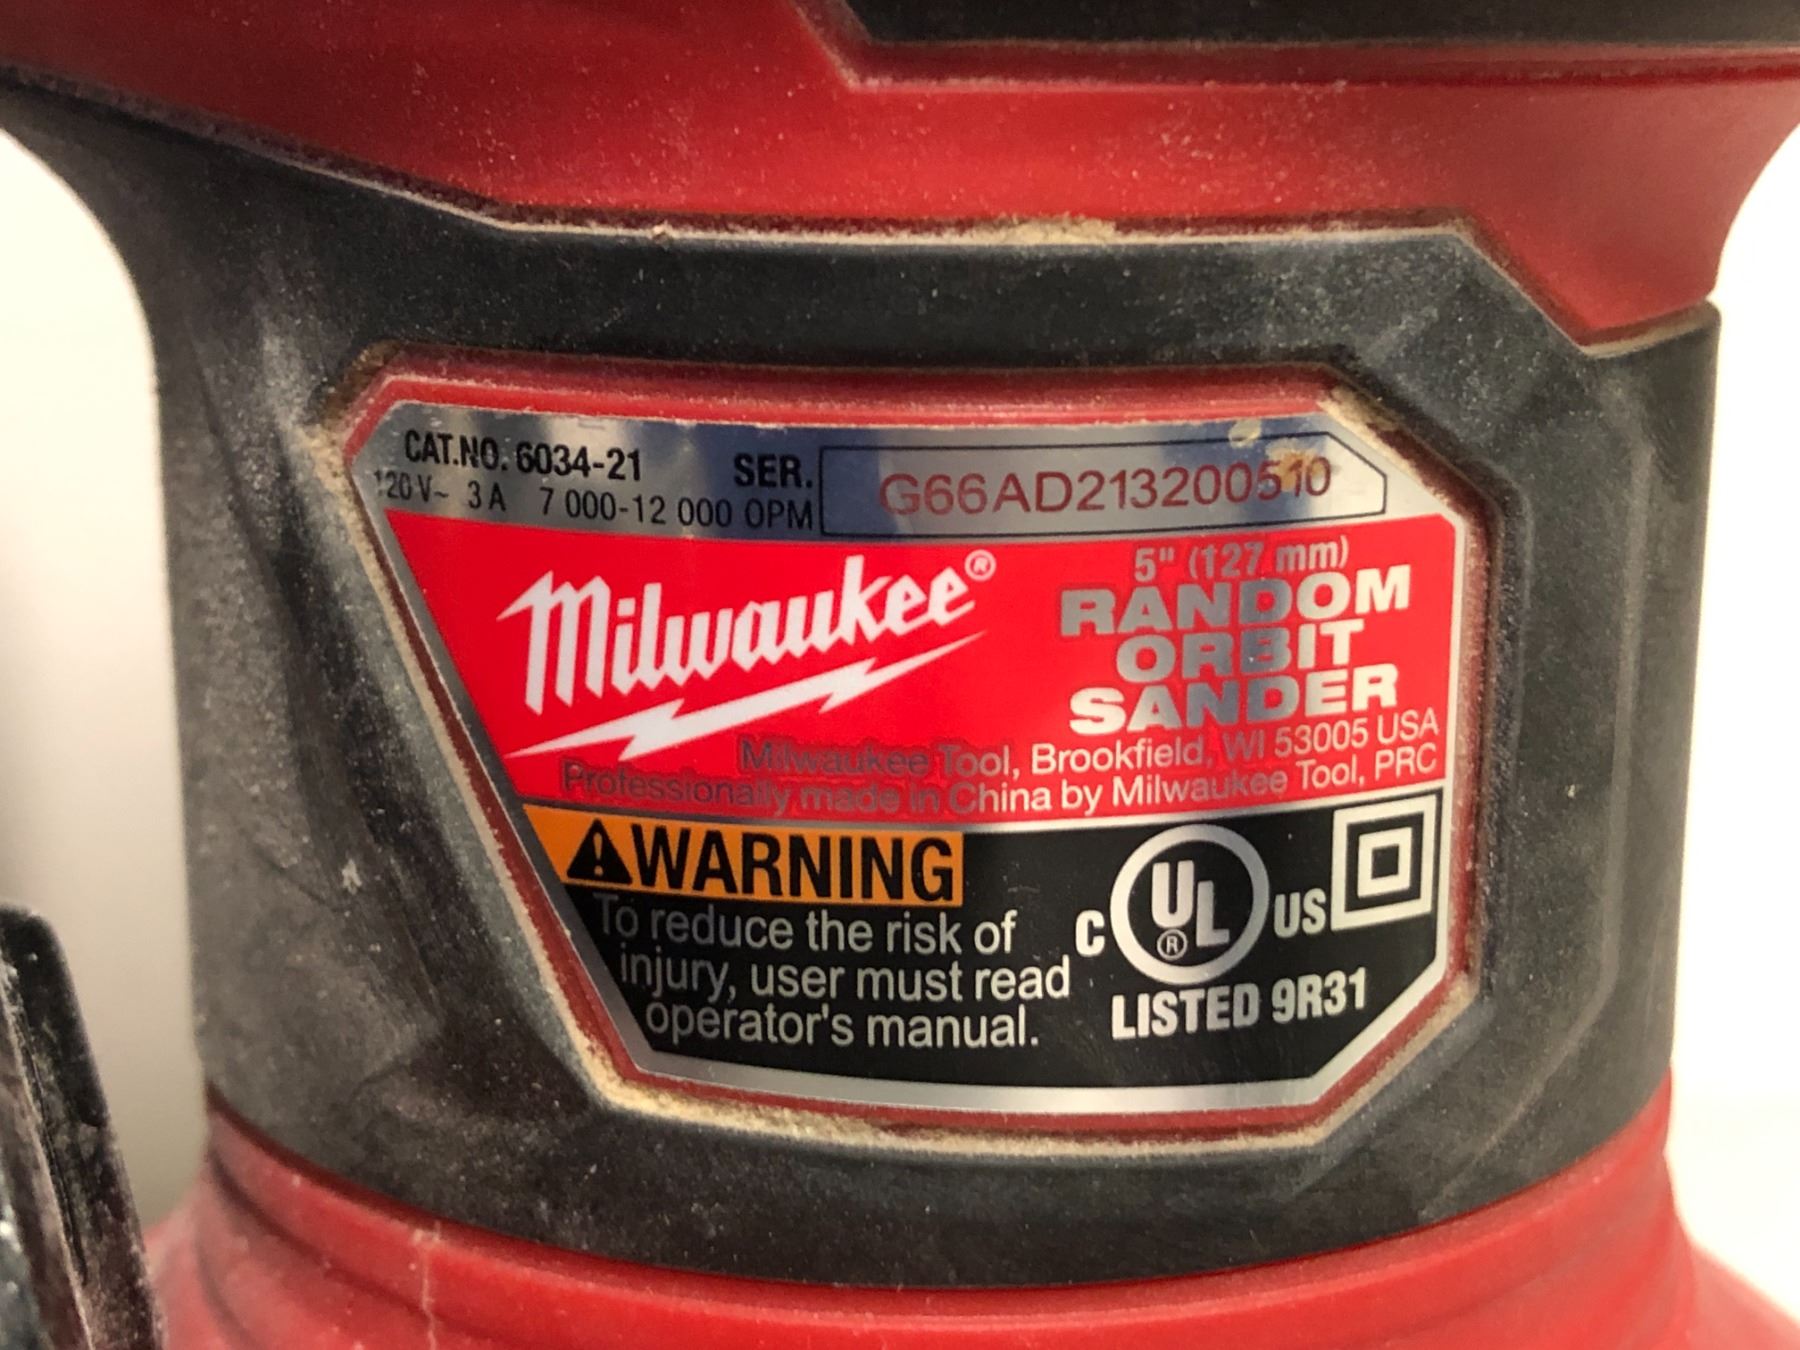 CAT.NO. 6034-21 SER. G66AD213200510
120V~ 3A 7 000-12 000 OPM
Milwaukee®
5" (127 mm)
RANDOM
ORBIT
SANDER
Milwaukee Tool, Brookfield, WI 53005 USA
Professionally made in China by Milwaukee Tool, PRC
WARNING
To reduce the risk of
injury, user must read
operator's manual.
C UL® US
LISTED 9R31